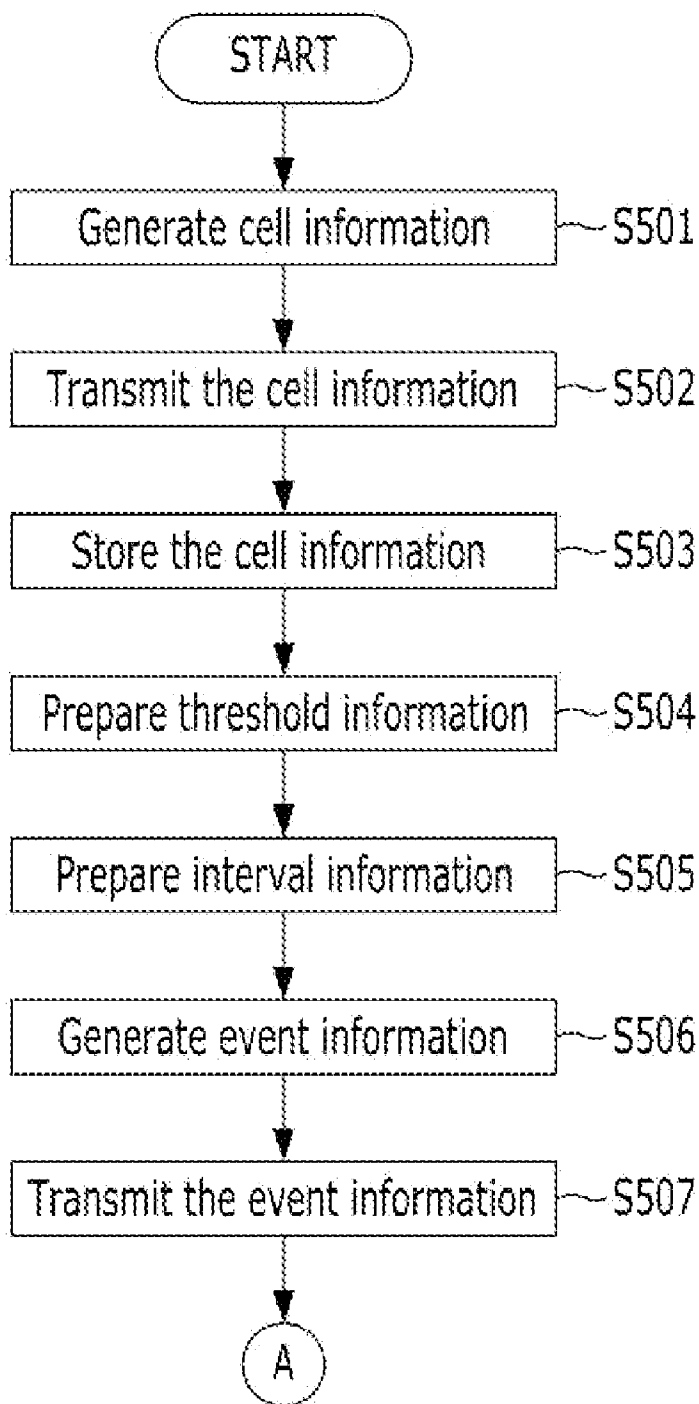 START
Generate cell information
S501
Transmit the cell information
S502
Store the cell information
S503
Prepare threshold information
S504
Prepare interval information
S505
Generate event information
S506
Transmit the event information
S507
A